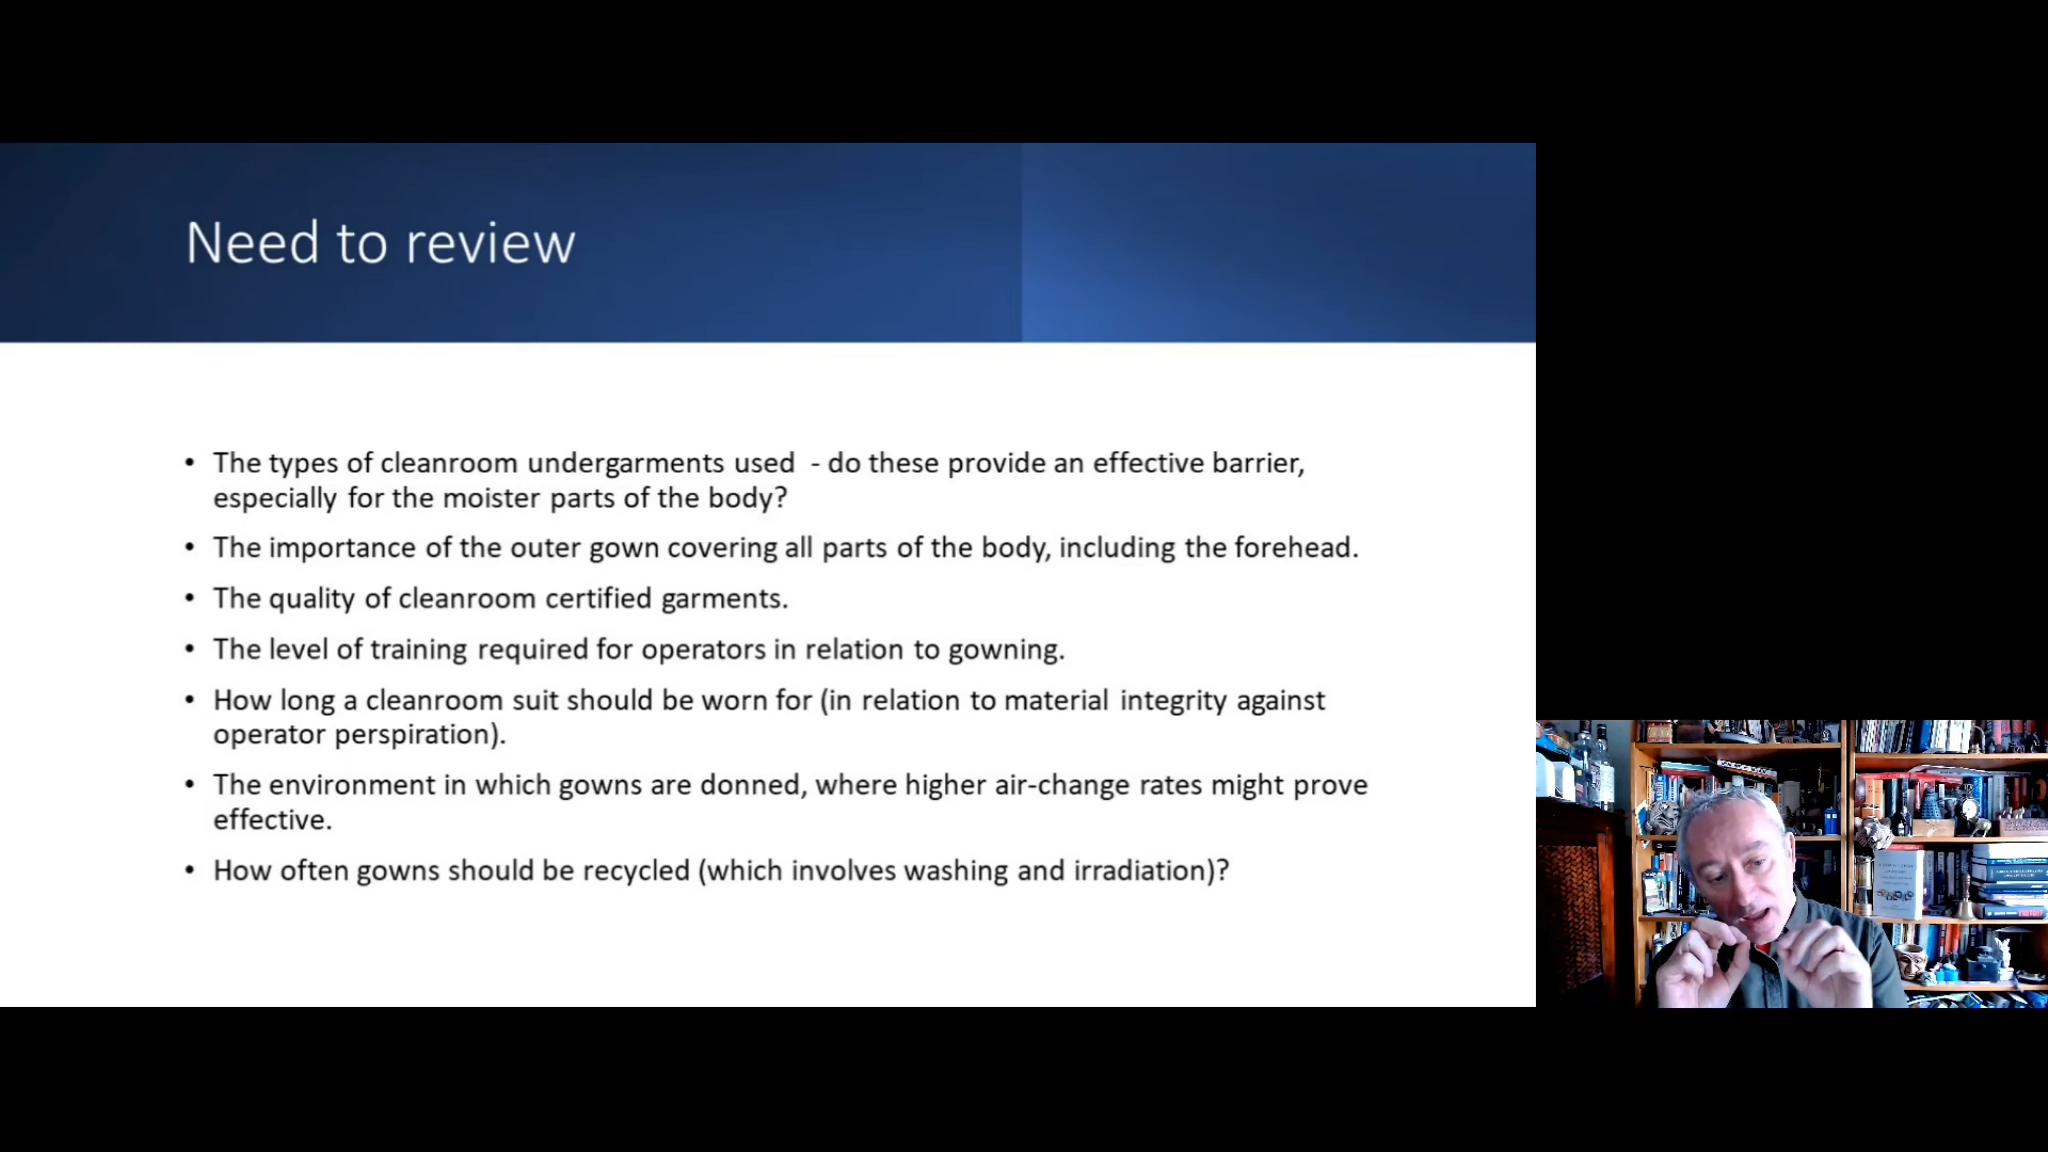 Need to review
• The types of cleanroom undergarments used - do these provide an effective barrier,
especially for the moister parts of the body?
• The importance of the outer gown covering all parts of the body, including the forehead.
• The quality of cleanroom certified garments.
• The level of training required for operators in relation to gowning.
• How long a cleanroom suit should be worn for (in relation to material integrity against
operator perspiration).
• The environment in which gowns are donned, where higher air-change rates might prove
effective.
• How often gowns should be recycled (which involves washing and irradiation)?